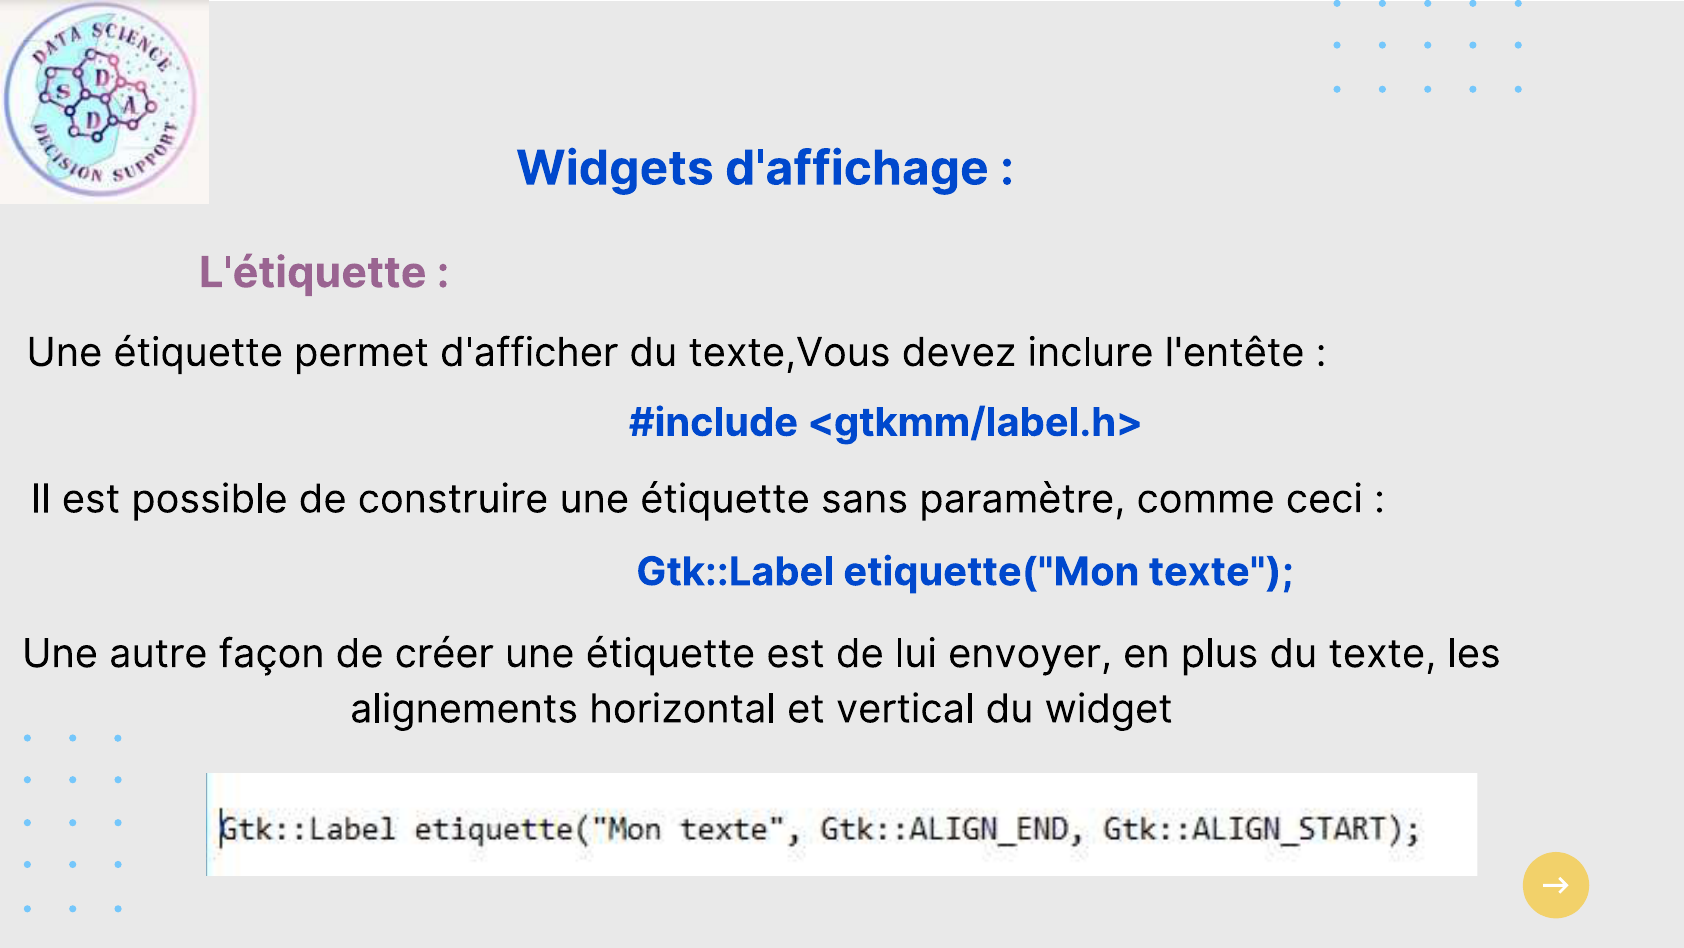 DATA SCIENCE
S D
D A
DECISION SUPPORT
Widgets d'affichage :
L'étiquette :
Une étiquette permet d'afficher du texte,Vous devez inclure l'entête :
#include <gtkmm/label.h>
Il est possible de construire une étiquette sans paramètre, comme ceci :
Gtk::Label etiquette("Mon texte");
Une autre façon de créer une étiquette est de lui envoyer, en plus du texte, les
alignements horizontal et vertical du widget
Gtk::Label etiquette("Mon texte", Gtk::ALIGN_END, Gtk::ALIGN_START);